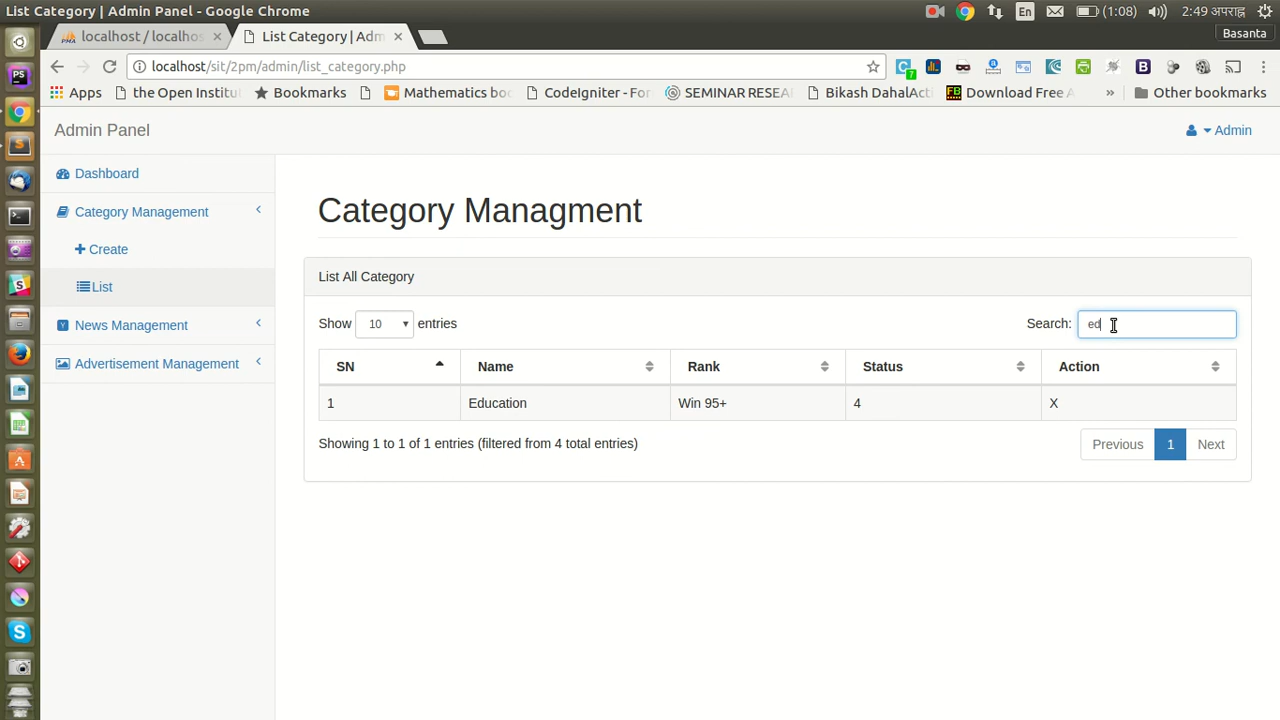 List Category | Admin Panel - Google Chrome
En (1:08) 2:49 अपराह्न
localhost / localhos × List Category | Adm × Basanta
localhost/sit/2pm/admin/list_category.php
Apps the Open Institu Bookmarks Mathematics bo CodeIgniter - For SEMINAR RESEA Bikash DahalActi Download Free A » Other bookmarks
Admin Panel
Admin
Dashboard
Category Management
Create
List
News Management
Advertisement Management
Category Managment
List All Category
Show 10 entries
Search: ed
SN Name Rank Status Action
1 Education Win 95+ 4 X
Showing 1 to 1 of 1 entries (filtered from 4 total entries)
Previous 1 Next